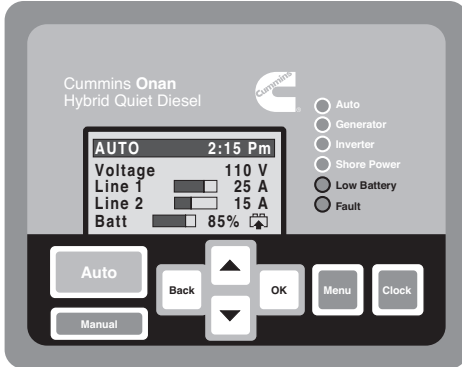 Cummins Onan
Hybrid Quiet Diesel
Cummins
Auto
Generator
Inverter
Shore Power
Low Battery
Fault
AUTO 2:15 Pm
Voltage 110 V
Line 1 25 A
Line 2 15 A
Batt 85%
Auto
Manual
Back
OK
Menu
Clock